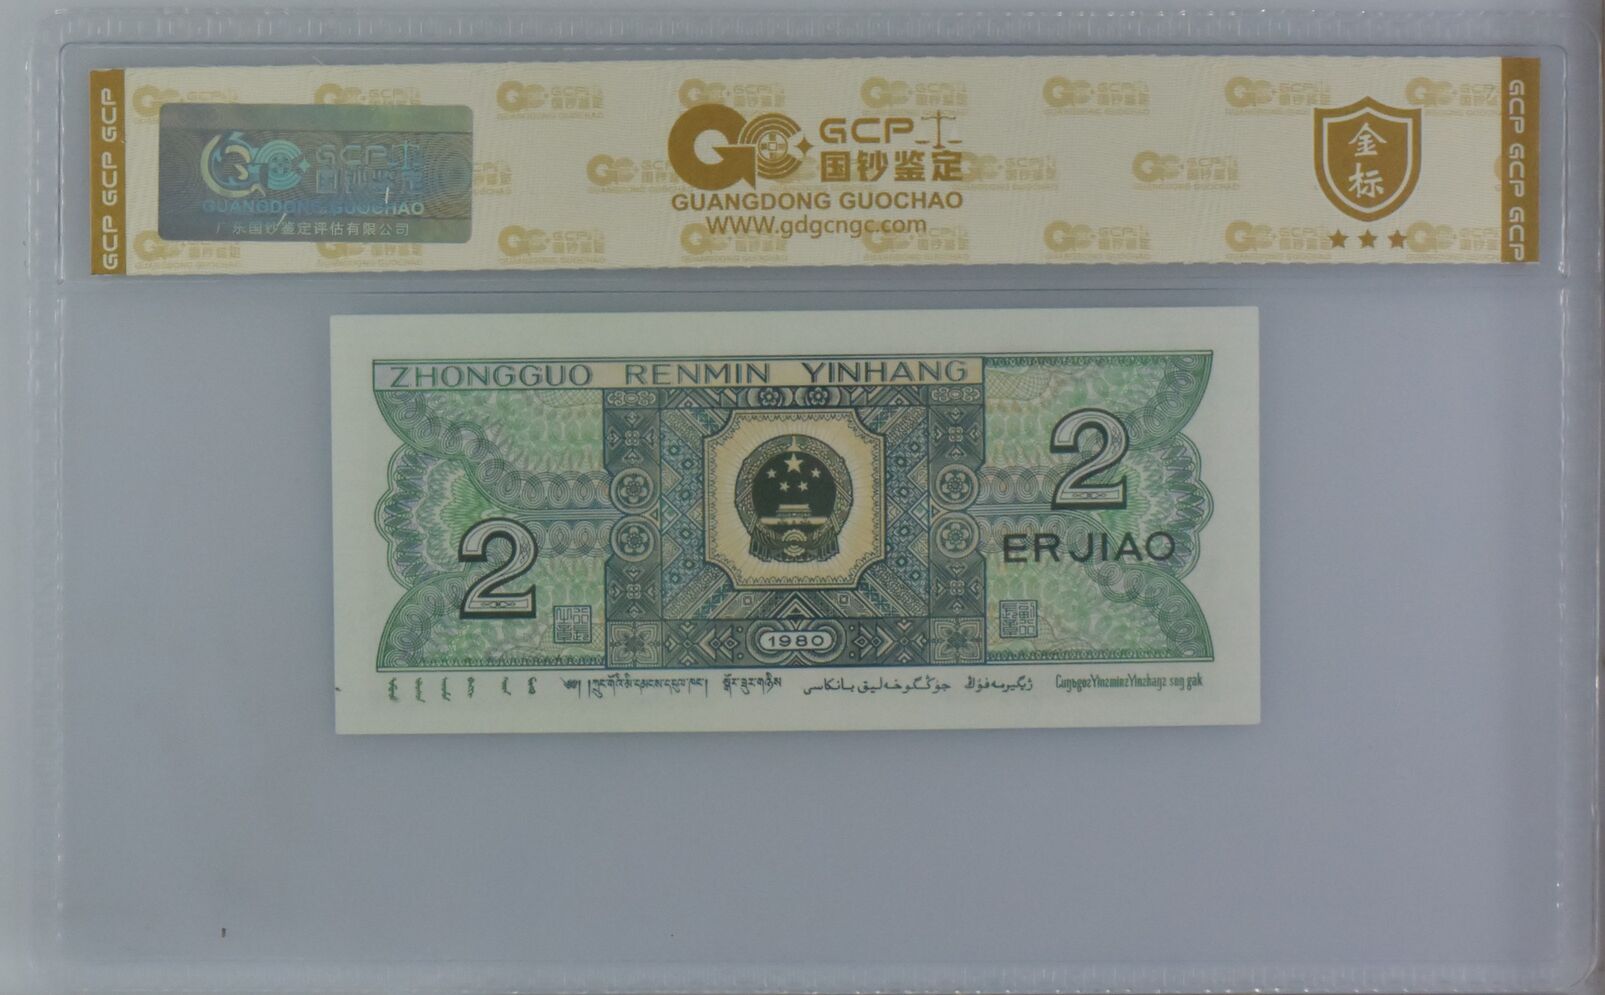 GCP GCP GCP
GCP 国钞鉴定
GUANGDONG GUOCHAO
广东国钞鉴定评估有限公司
GCP
国钞鉴定
GUANGDONG GUOCHAO
WWW.gdgcngc.com
金标
GCP GCP GCP
ZHONGGUO RENMIN YINHANG
2
ER JIAO
2
1980